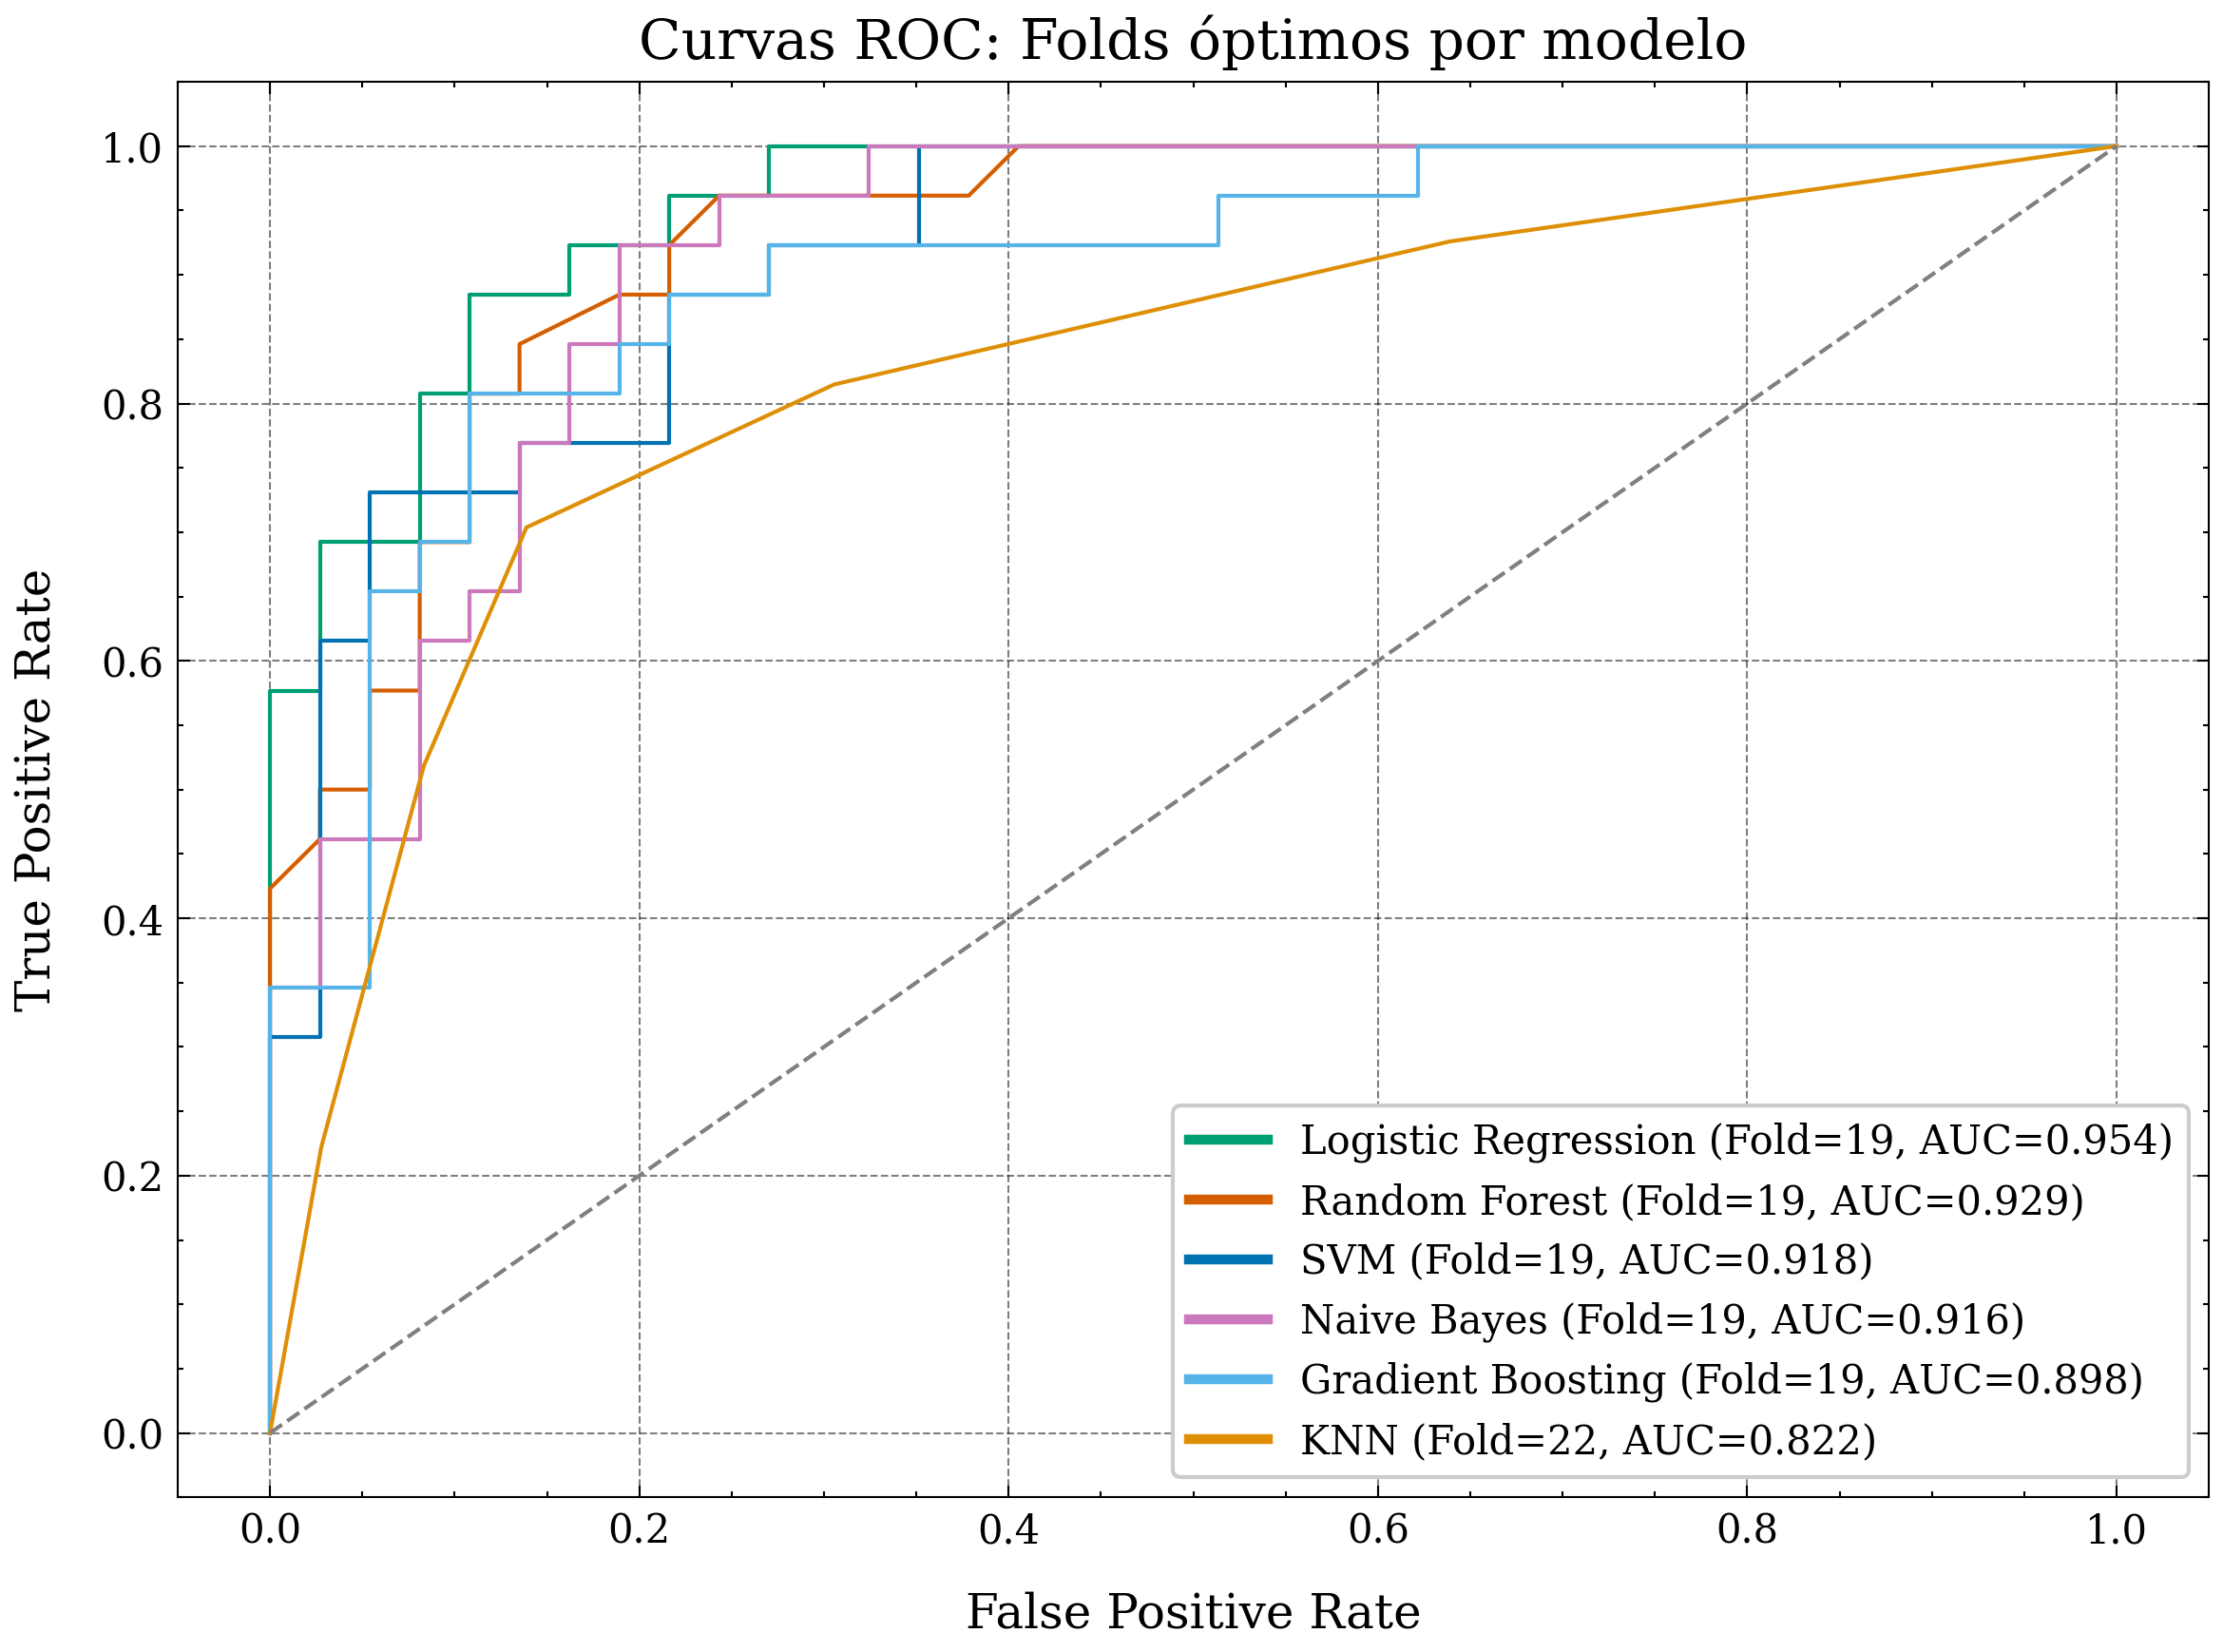 Curvas ROC: Folds óptimos por modelo
True Positive Rate
1.0
0.8
0.6
0.4
0.2
0.0
Logistic Regression (Fold=19, AUC=0.954)
Random Forest (Fold=19, AUC=0.929)
SVM (Fold=19, AUC=0.918)
Naive Bayes (Fold=19, AUC=0.916)
Gradient Boosting (Fold=19, AUC=0.898)
KNN (Fold=22, AUC=0.822)
0.0 0.2 0.4 0.6 0.8 1.0
False Positive Rate